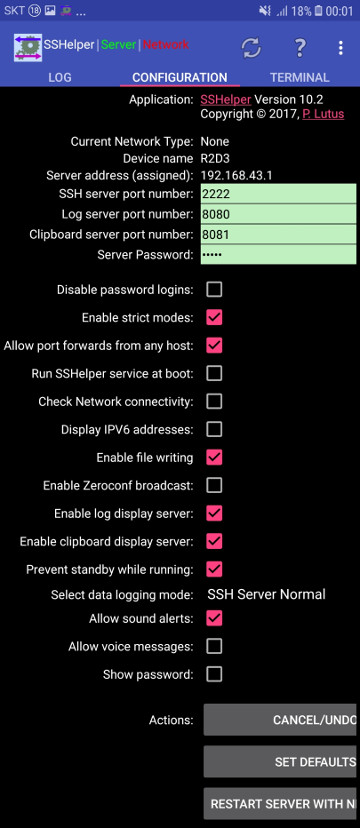 SKT 18 ... 18% 00:01
SSHelper|Server|Network
?
LOG CONFIGURATION TERMINAL
Application: SSHelper Version 10.2
Copyright © 2017, P. Lutus
Current Network Type: None
Device name R2D3
Server address (assigned): 192.168.43.1
SSH server port number: 2222
Log server port number: 8080
Clipboard server port number: 8081
Server Password: •••••
Disable password logins:
Enable strict modes:
Allow port forwards from any host:
Run SSHelper service at boot:
Check Network connectivity:
Display IPV6 addresses:
Enable file writing
Enable Zeroconf broadcast:
Enable log display server:
Enable clipboard display server:
Prevent standby while running:
Select data logging mode: SSH Server Normal
Allow sound alerts:
Allow voice messages:
Show password:
Actions: CANCEL/UNDO
SET DEFAULTS
RESTART SERVER WITH N